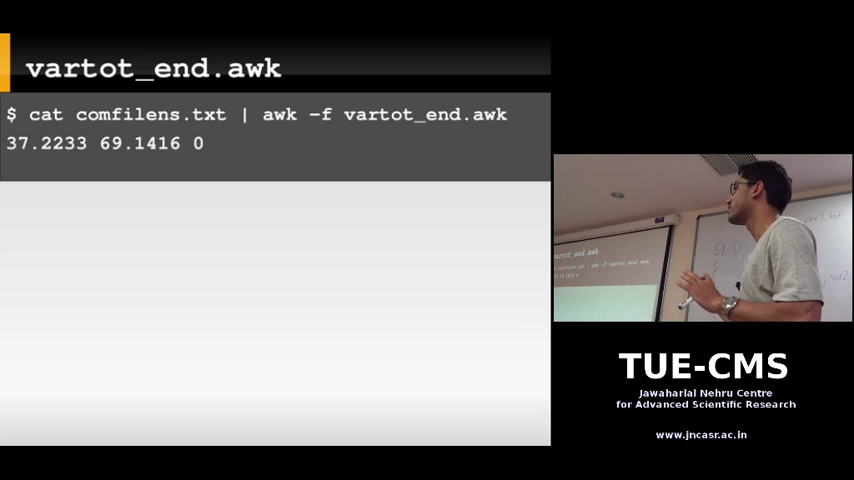 vartot_end.awk
$ cat comfilens.txt | awk -f vartot_end.awk
37.2233 69.1416 0
END
{
TUE-CMS
Jawaharlal Nehru Centre
for Advanced Scientific Research
www.jncasr.ac.in